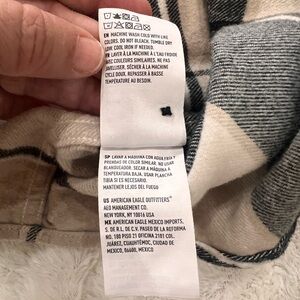 EN MACHINE WASH COLD WITH LIKE
COLORS. DO NOT BLEACH. TUMBLE DRY
LOW. COOL IRON IF NEEDED.
FR LAVER À LA MACHINE À L'EAU FROIDE
AVEC COULEURS SIMILAIRES. NE PAS
JAVELLISER. SÉCHER À LA MACHINE À
CYCLE DOUX. REPASSER À BASSE
TEMPÉRATURE AU BESOIN.
SP LAVAR A MÁQUINA CON AGUA FRÍA Y
PRENDAS DE COLOR SIMILAR. NO USAR
BLANQUEADOR. SECAR A MÁQUINA A
TEMPERATURA BAJA. USAR PLANCHA
TIBIA SI ES NECESARIO.
MANTENER LEJOS DEL FUEGO
US AMERICAN EAGLE OUTFITTERS®
AEO MANAGEMENT CO.
NEW YORK, NY 10016 USA
MX AMERICAN EAGLE MEXICO IMPORTS,
S. DE R.L. DE C.V. PASEO DE LA REFORMA
NO. 180 PISO 21 OFICINA 2101 COL.
JUÁREZ, CUAUHTÉMOC, CIUDAD DE
MÉXICO, 06600, MÉXICO